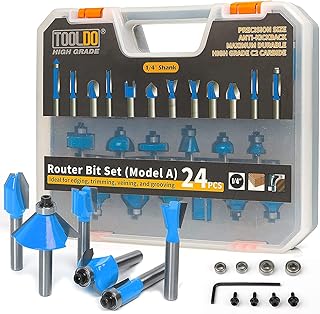 TOOLDO
HIGH GRADE
PRECISION SIZE
ANTI-KICKBACK
MAXIMUM DURABLE
HIGH GRADE C2 CARBIDE
1/4" Shank
Router Bit Set (Model A)
Ideal for edging, trimming, veining, and grooving
24PCS
1/4"